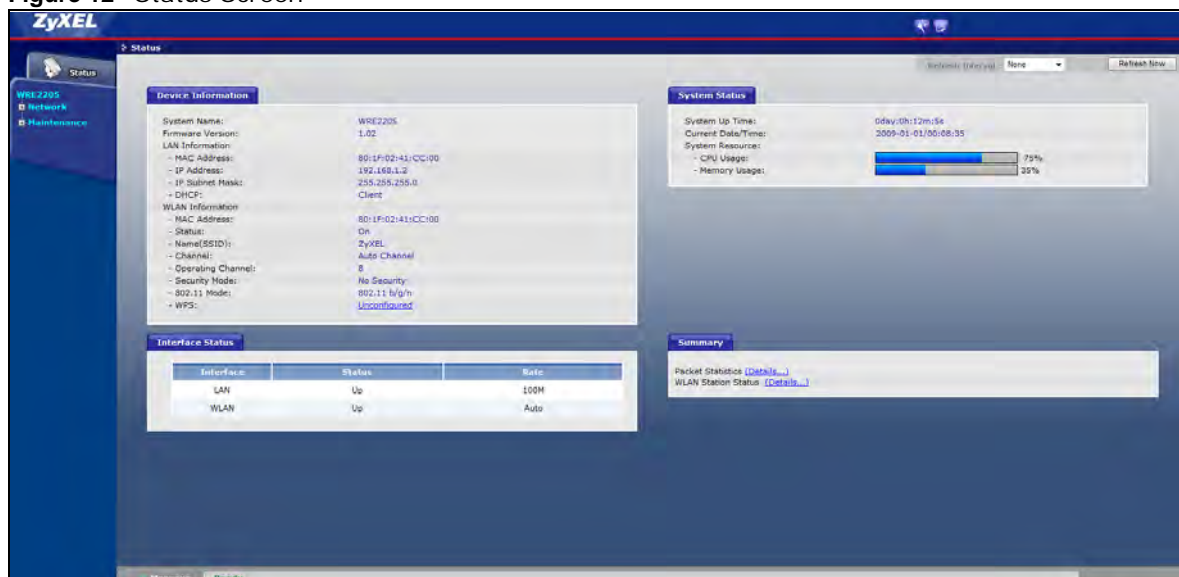 Figure 12 Status Screen
ZyXEL
Status
Status
Refresh Interval: None
Refresh Now
WRE2205
Network
Maintenance
Device Information
System Name: WRE2205
Firmware Version: 1.02
LAN Information
- MAC Address: 80:1F:02:41:CC:00
- IP Address: 192.168.1.2
- IP Subnet Mask: 255.255.255.0
- DHCP: Client
WLAN Information
- MAC Address: 80:1F:02:41:CC:00
- Status: On
- Name(SSID): ZyXEL
- Channel: Auto Channel
- Operating Channel: 8
- Security Mode: No Security
- 802.11 Mode: 802.11 b/g/n
- WPS: Unconfigured
System Status
System Up Time: 0day:0h:12m:5s
Current Date/Time: 2009-01-01/00:08:35
System Resource:
- CPU Usage: 75%
- Memory Usage: 35%
Interface Status
Interface Status Rate
LAN Up 100M
WLAN Up Auto
Summary
Packet Statistics (Details...)
WLAN Station Status (Details...)